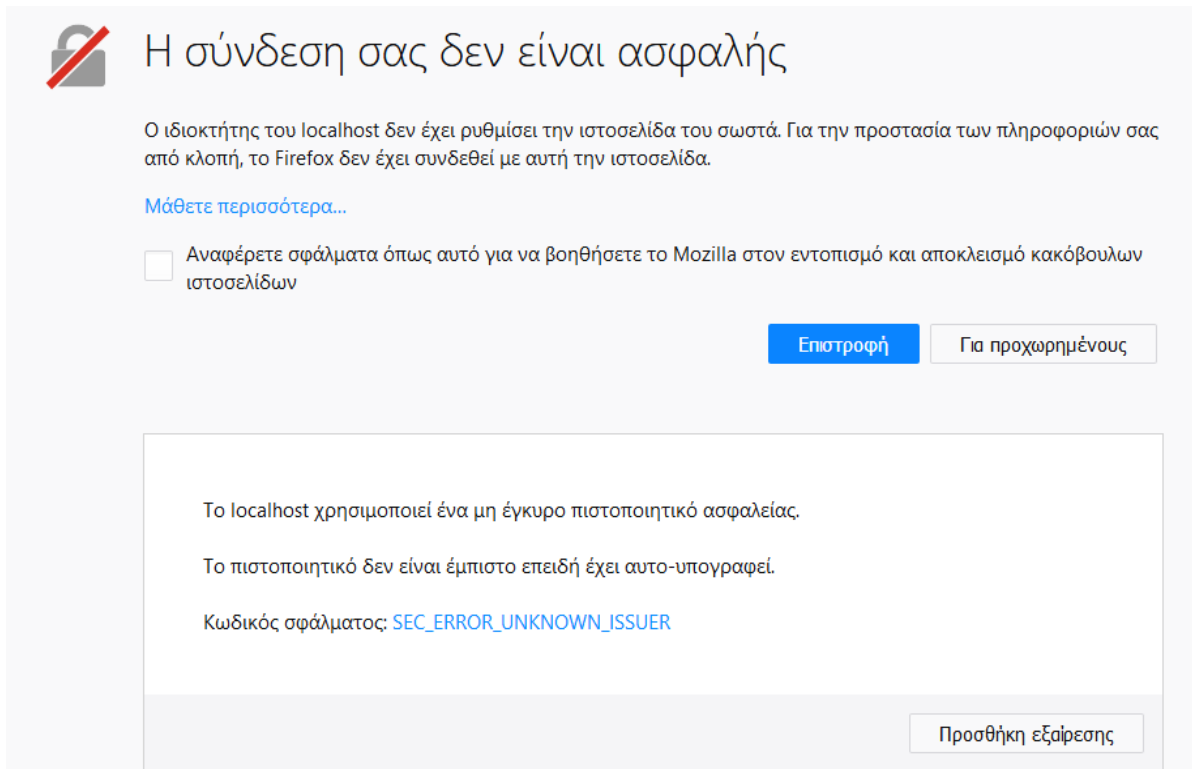 Η σύνδεση σας δεν είναι ασφαλής
Ο ιδιοκτήτης του localhost δεν έχει ρυθμίσει την ιστοσελίδα του σωστά. Για την προστασία των πληροφοριών σας
από κλοπή, το Firefox δεν έχει συνδεθεί με αυτή την ιστοσελίδα.
Μάθετε περισσότερα...
Αναφέρετε σφάλματα όπως αυτό για να βοηθήσετε το Mozilla στον εντοπισμό και αποκλεισμό κακόβουλων
ιστοσελίδων
Επιστροφή
Για προχωρημένους
Το localhost χρησιμοποιεί ένα μη έγκυρο πιστοποιητικό ασφαλείας.
Το πιστοποιητικό δεν είναι έμπιστο επειδή έχει αυτο-υπογραφεί.
Κωδικός σφάλματος: SEC_ERROR_UNKNOWN_ISSUER
Προσθήκη εξαίρεσης